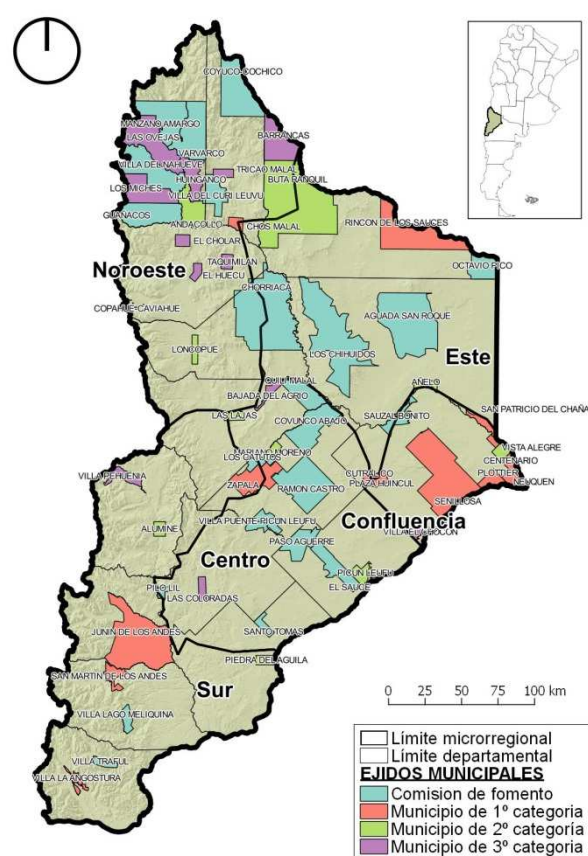 COYUCO-COCHICO
MANZANO AMARGO
LAS OVEJAS
BARRANCAS
VARVARCO
VILLA DEL NAHUEVE
TRICAO MALAL
HUINGANCO
BUTA RANQUIL
LOS MICHES
VILLA DEL CURI LEUVU
GUAÑACOS
ANDACOLLO
CHOS MALAL
RINCON DE LOS SAUCES
EL CHOLAR
Noroeste
TAQUIMILAN
EL HUECU
OCTAVIO PICO
CHORRIACA
COPAHUE-CAVIAHUE
AGUADA SAN ROQUE
LONCOPUE
LOS CHIHUIDOS
Este
QUILI MALAL
BAJADA DEL AGRIO
AÑELO
LAS LAJAS
COVUNCO ABAJO
SAUZAL BONITO
SAN PATRICIO DEL CHAÑA
MARIANO MORENO
VISTA ALEGRE
LOS CATUTOS
CENTENARIO
VILLA PEHUENIA
CUTRAL CO
PLOTTIER
ZAPALA
RAMON CASTRO
PLAZA HUINCUL
NEUQUEN
SENILLOSA
VILLA PUENTE-PICUN LEUFU
Confluencia
ALUMINE
PASO AGUERRE
VILLA EL CHOCON
Centro
PICUN LEUFU
PILO LIL
LAS COLORADAS
EL SAUCE
SANTO TOMAS
JUNIN DE LOS ANDES
PIEDRA DEL AGUILA
SAN MARTIN DE LOS ANDES
Sur
VILLA LAGO MELIQUINA
VILLA TRAFUL
VILLA LA ANGOSTURA
0 25 50 75 100 km
Límite microrregional
Límite departamental
EJIDOS MUNICIPALES
Comision de fomento
Municipio de 1º categoria
Municipio de 2º categoría
Municipio de 3º categoria